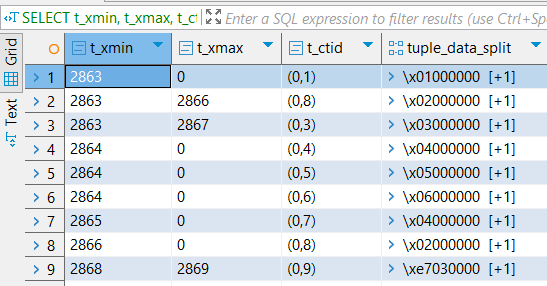 SELECT t_xmin, t_xmax, t_ct Enter a SQL expression to filter results (use Ctrl+Sp
Grid
Text
t_xmin t_xmax t_ctid tuple_data_split
1 2863 0 (0,1) \x01000000 [+1]
2 2863 2866 (0,8) \x02000000 [+1]
3 2863 2867 (0,3) \x03000000 [+1]
4 2864 0 (0,4) \x04000000 [+1]
5 2864 0 (0,5) \x05000000 [+1]
6 2864 0 (0,6) \x06000000 [+1]
7 2865 0 (0,7) \x04000000 [+1]
8 2866 0 (0,8) \x02000000 [+1]
9 2868 2869 (0,9) \xe7030000 [+1]